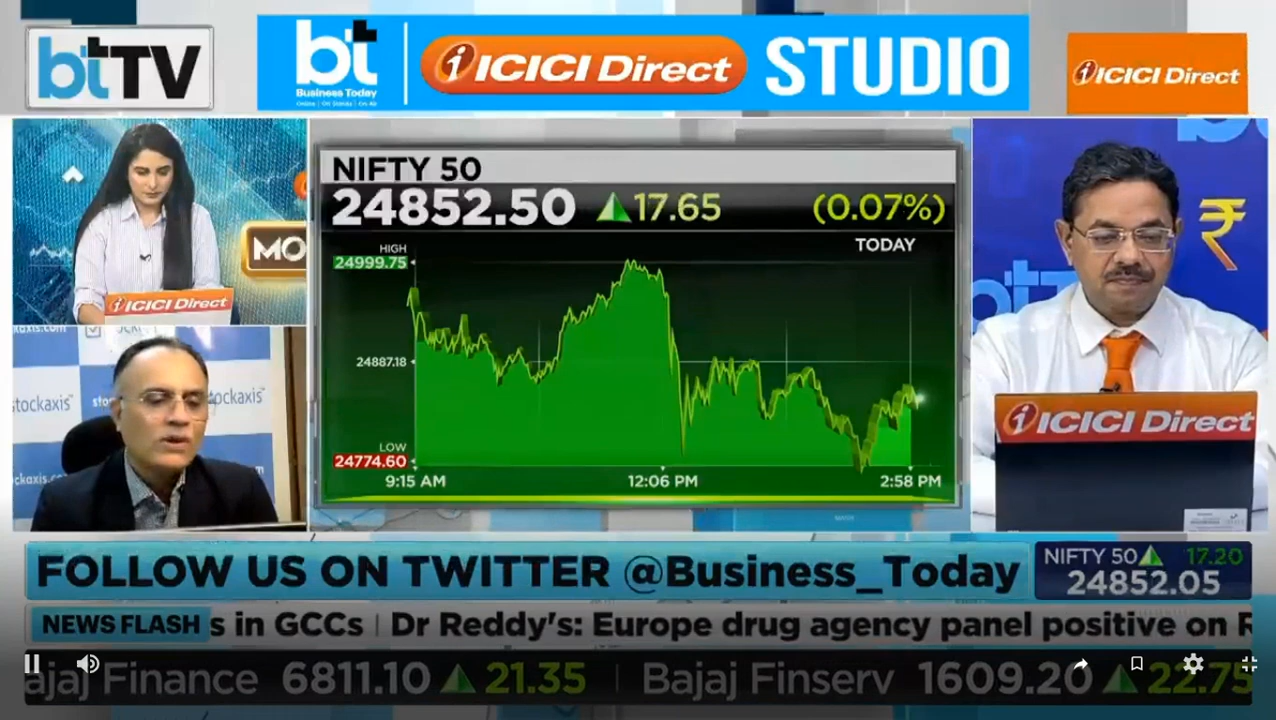 btTV
bt
Business Today
ICICI Direct
STUDIO
ICICI Direct
MO
ICICI Direct
stockaxis
NIFTY 50
24852.50 ▲17.65 (0.07%)
TODAY
HIGH
24999.75
24887.18
LOW
24774.60
9:15 AM 12:06 PM 2:58 PM
₹
ICICI Direct
FOLLOW US ON TWITTER @Business_Today
NIFTY 50▲ 17.20
24852.05
NEWS FLASH s in GCCs | Dr Reddy's: Europe drug agency panel positive on R
ajaj Finance 6811.10 ▲ 21.35 | Bajaj Finserv 1609.20 ▲ 22.75